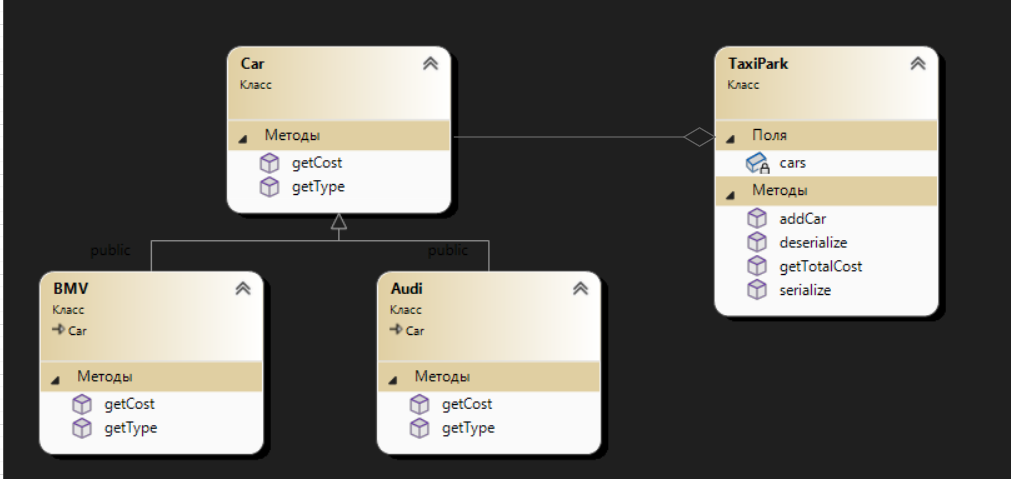 Car
Класс
Методы
getCost
getType
TaxiPark
Класс
Поля
cars
Методы
addCar
deserialize
getTotalCost
serialize
public
public
BMV
Класс
Car
Методы
getCost
getType
Audi
Класс
Car
Методы
getCost
getType